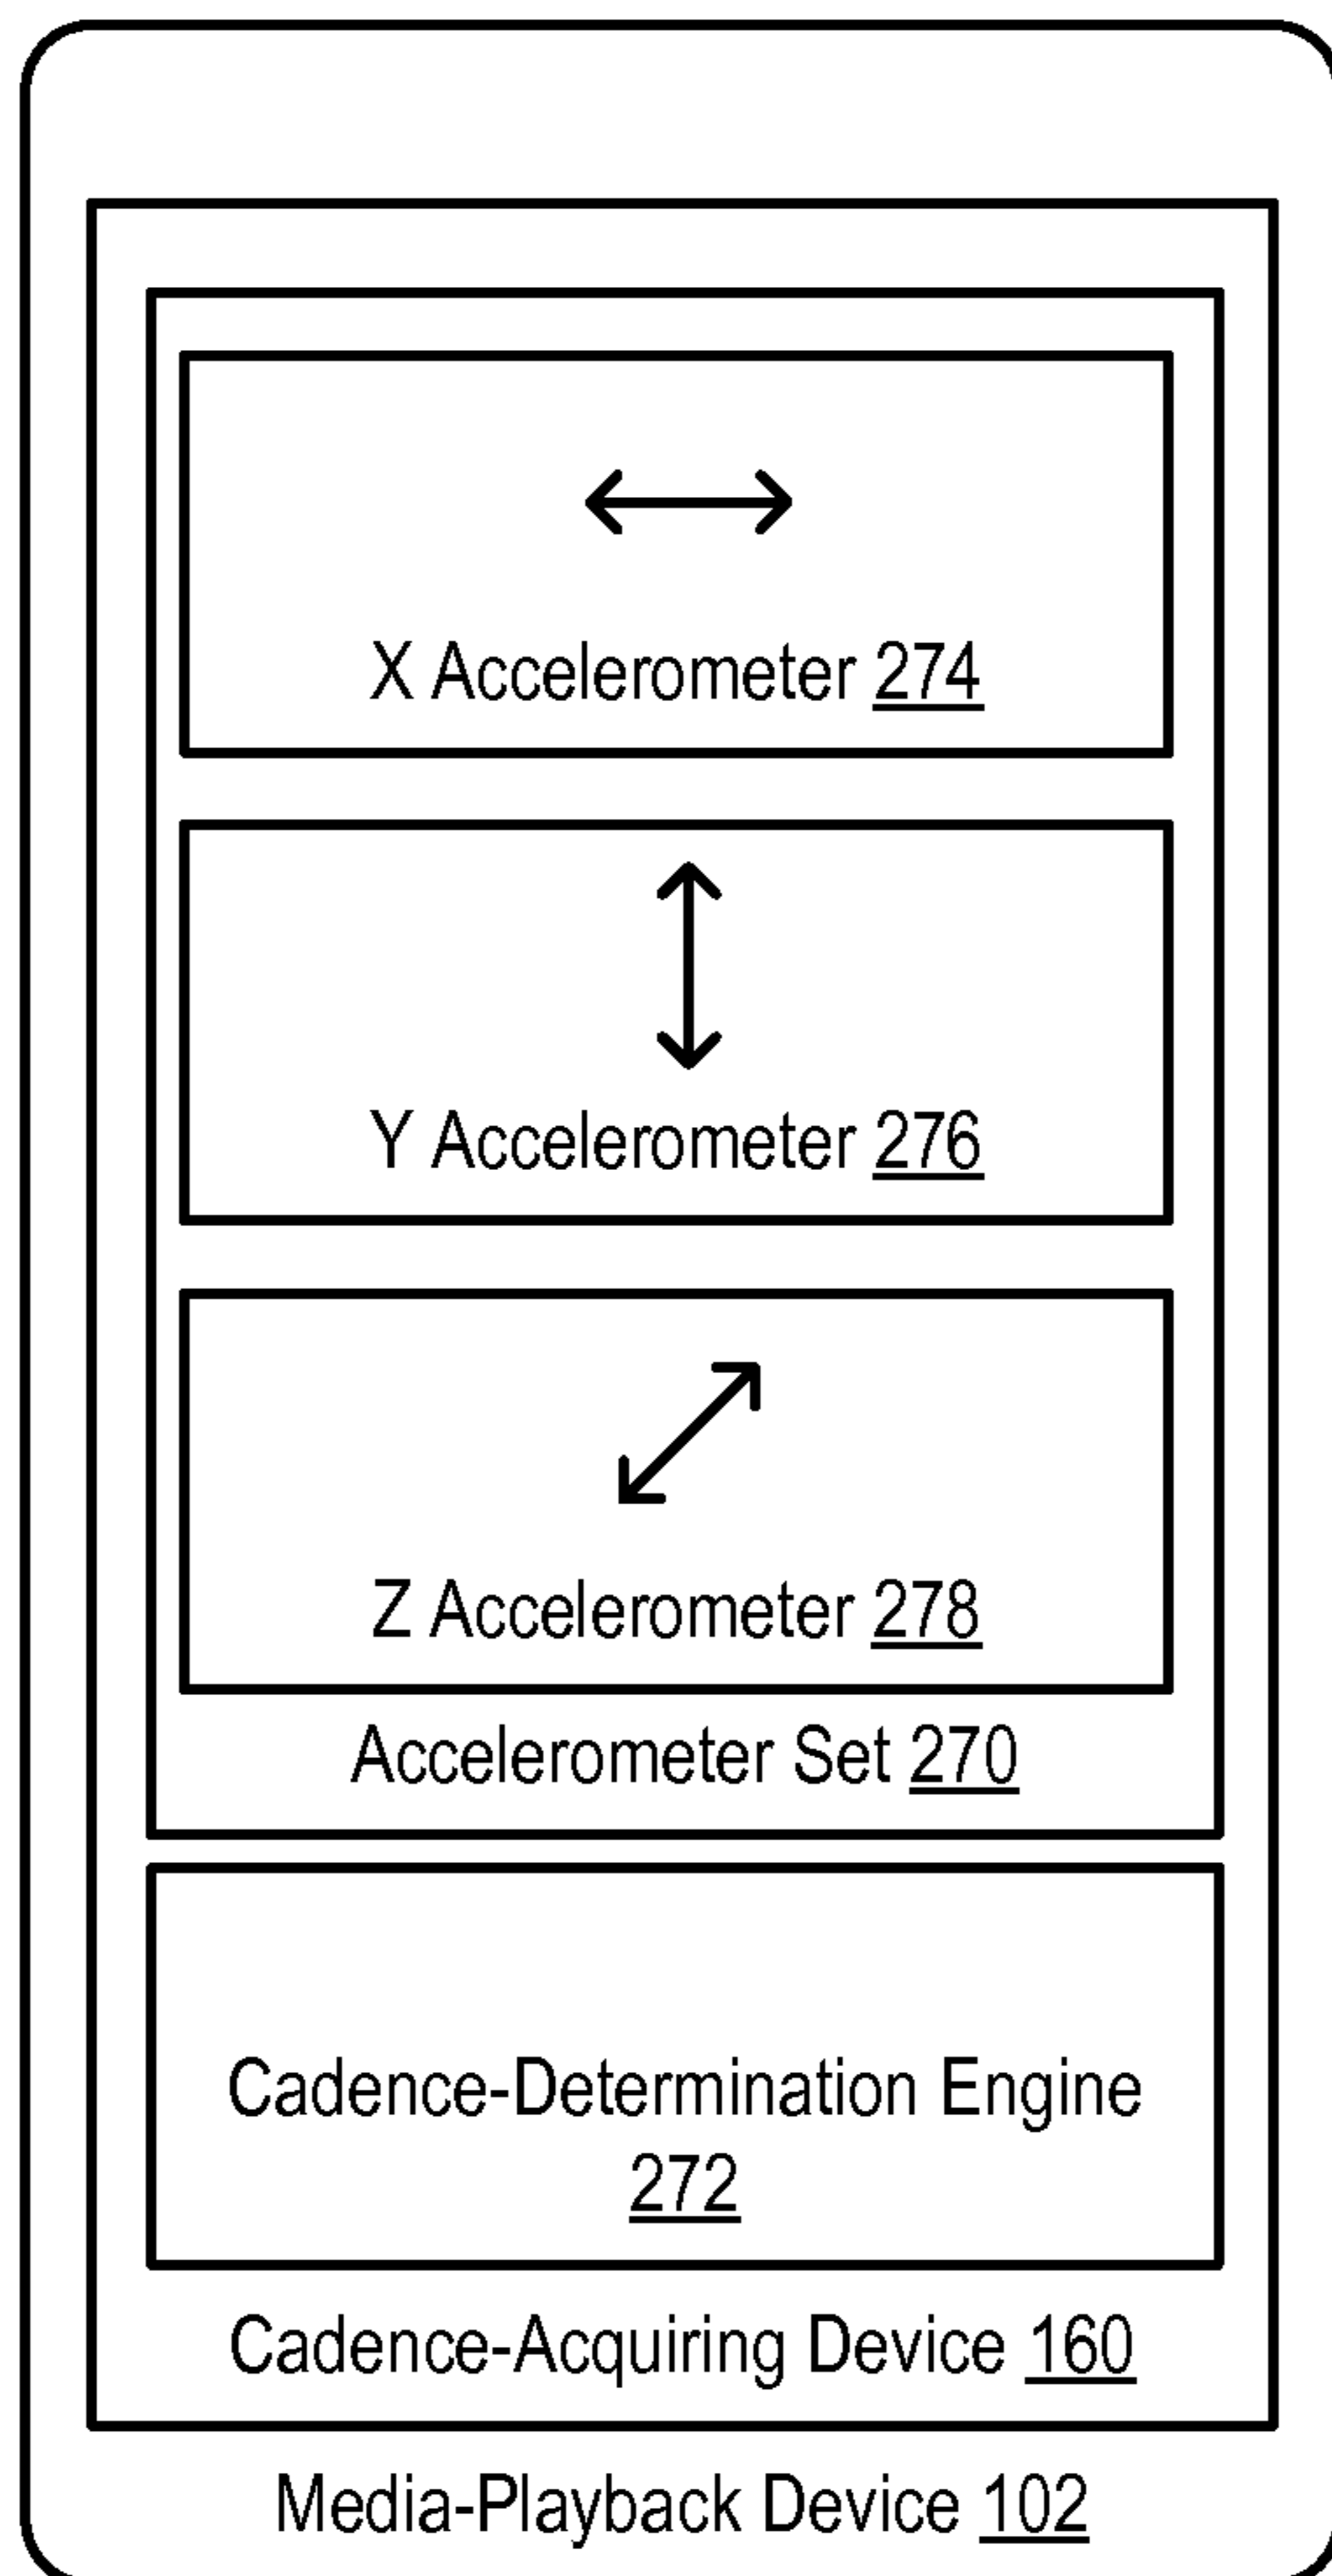 X Accelerometer 274
Y Accelerometer 276
Z Accelerometer 278
Accelerometer Set 270
Cadence-Determination Engine
272
Cadence-Acquiring Device 160
Media-Playback Device 102